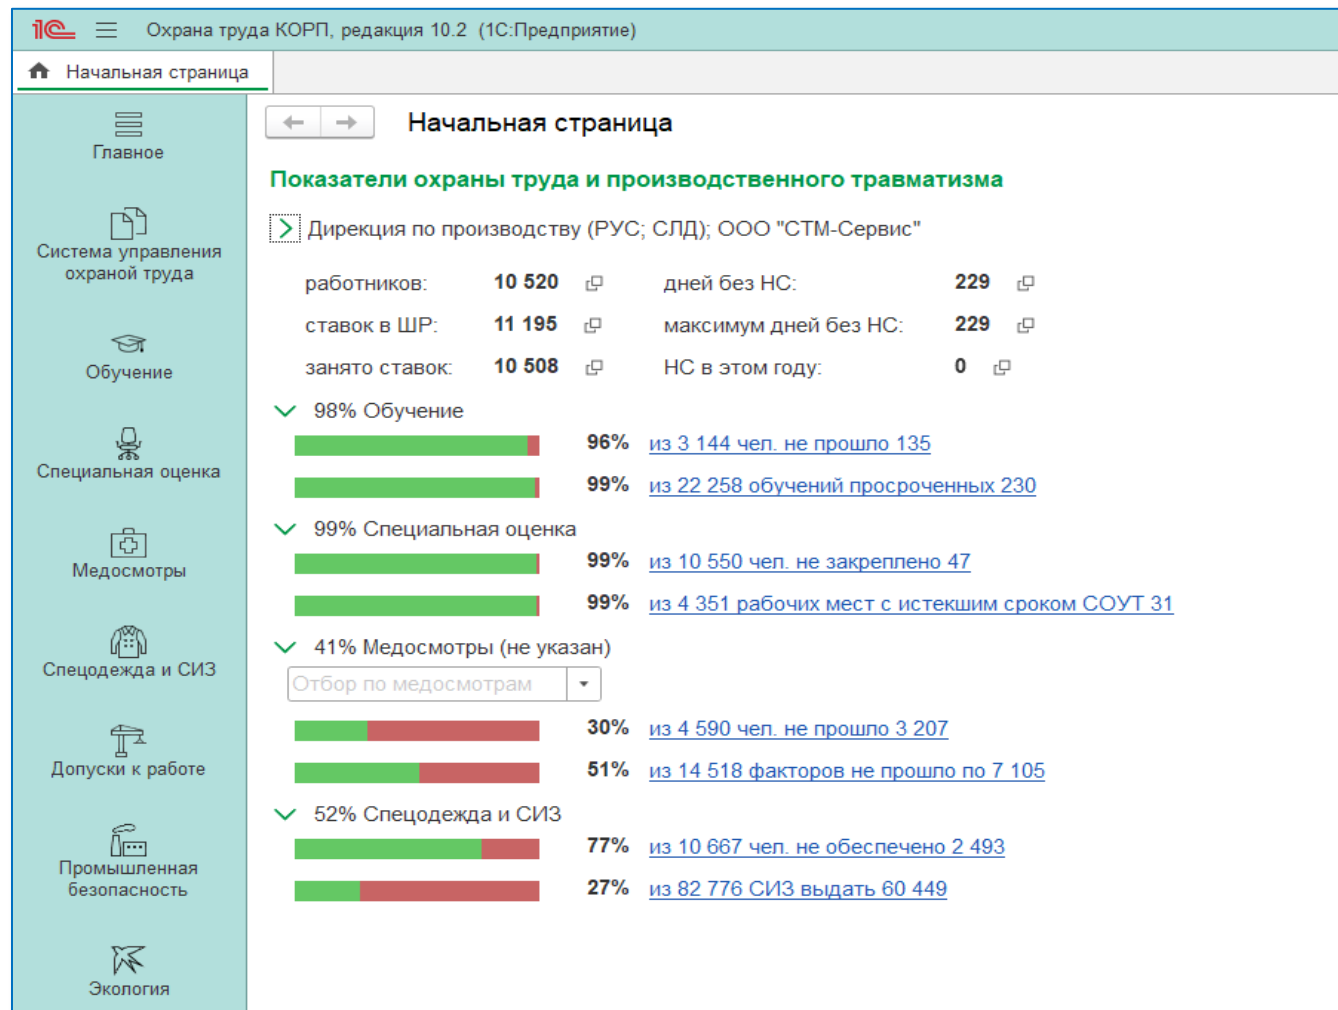 1С Охрана труда КОРП, редакция 10.2 (1С:Предприятие)
Начальная страница
Главное
Система управления
охраной труда
Обучение
Специальная оценка
Медосмотры
Спецодежда и СИЗ
Допуски к работе
Промышленная
безопасность
Экология
Начальная страница
Показатели охраны труда и производственного травматизма
Дирекция по производству (РУС; СЛД); ООО "СТМ-Сервис"
работников: 10 520 дней без НС: 229
ставок в ШР: 11 195 максимум дней без НС: 229
занято ставок: 10 508 НС в этом году: 0
98% Обучение
96% из 3 144 чел. не прошло 135
99% из 22 258 обучений просроченных 230
99% Специальная оценка
99% из 10 550 чел. не закреплено 47
99% из 4 351 рабочих мест с истекшим сроком СОУТ 31
41% Медосмотры (не указан)
Отбор по медосмотрам
30% из 4 590 чел. не прошло 3 207
51% из 14 518 факторов не прошло по 7 105
52% Спецодежда и СИЗ
77% из 10 667 чел. не обеспечено 2 493
27% из 82 776 СИЗ выдать 60 449